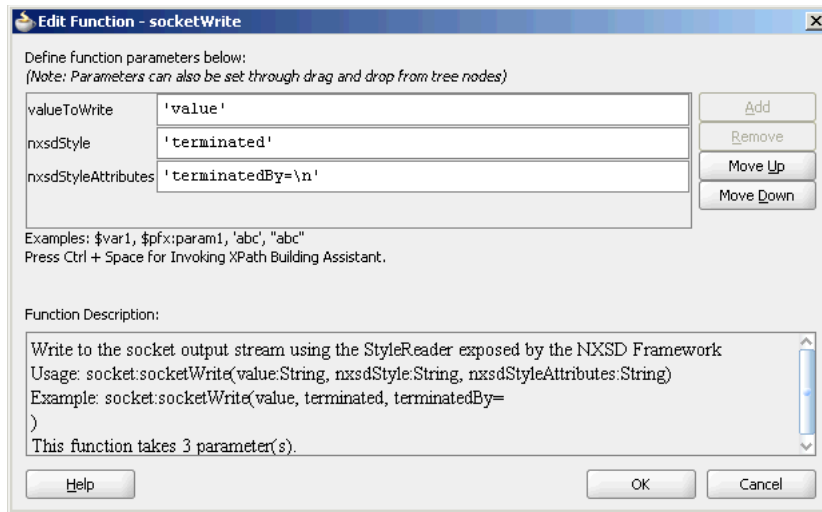 Edit Function - socketWrite
Define function parameters below:
(Note: Parameters can also be set through drag and drop from tree nodes)
valueToWrite 'value' Add
nxsdStyle 'terminated' Remove
nxsdStyleAttributes 'terminatedBy=\n' Move Up
Move Down
Examples: $var1, $pfx:param1, 'abc', "abc"
Press Ctrl + Space for Invoking XPath Building Assistant.
Function Description:
Write to the socket output stream using the StyleReader exposed by the NXSD Framework
Usage: socket:socketWrite(value:String, nxsdStyle:String, nxsdStyleAttributes:String)
Example: socket:socketWrite(value, terminated, terminatedBy=
)
This function takes 3 parameter(s).
Help OK Cancel